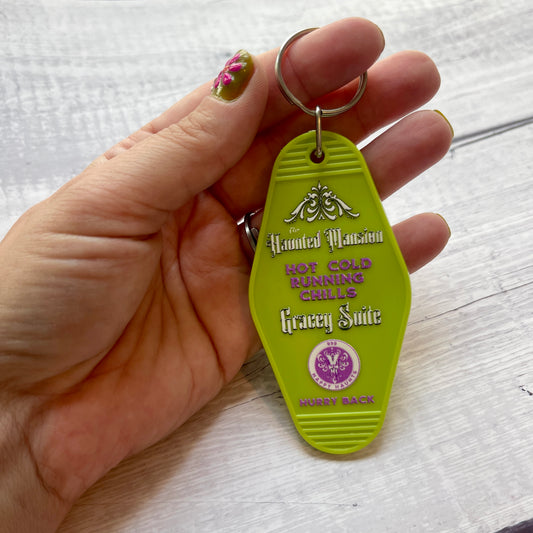 The
Haunted Mansion
HOT COLD
RUNNING
CHILLS
Gracey Suite
999
HAPPY HAUNTS
HURRY BACK